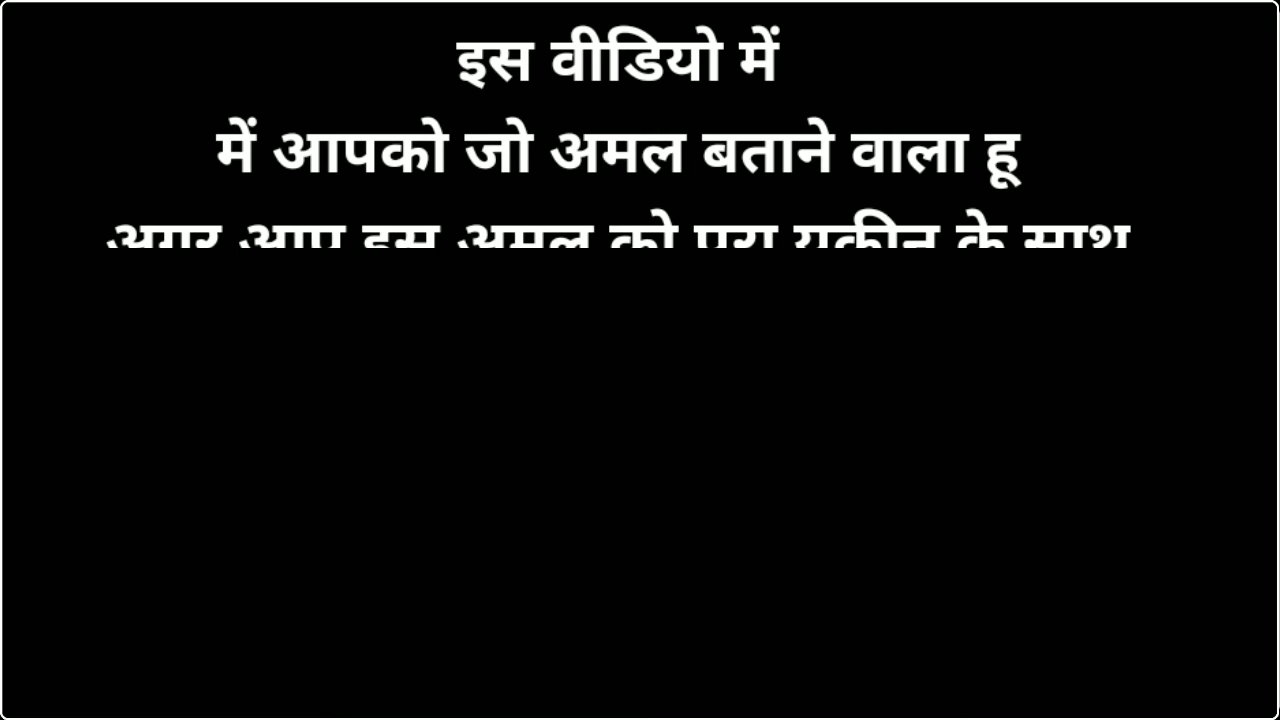 इस वीडियो में
में आपको जो अमल बताने वाला हू
अगर आप इस अमल को पुरा यकीन के साथ